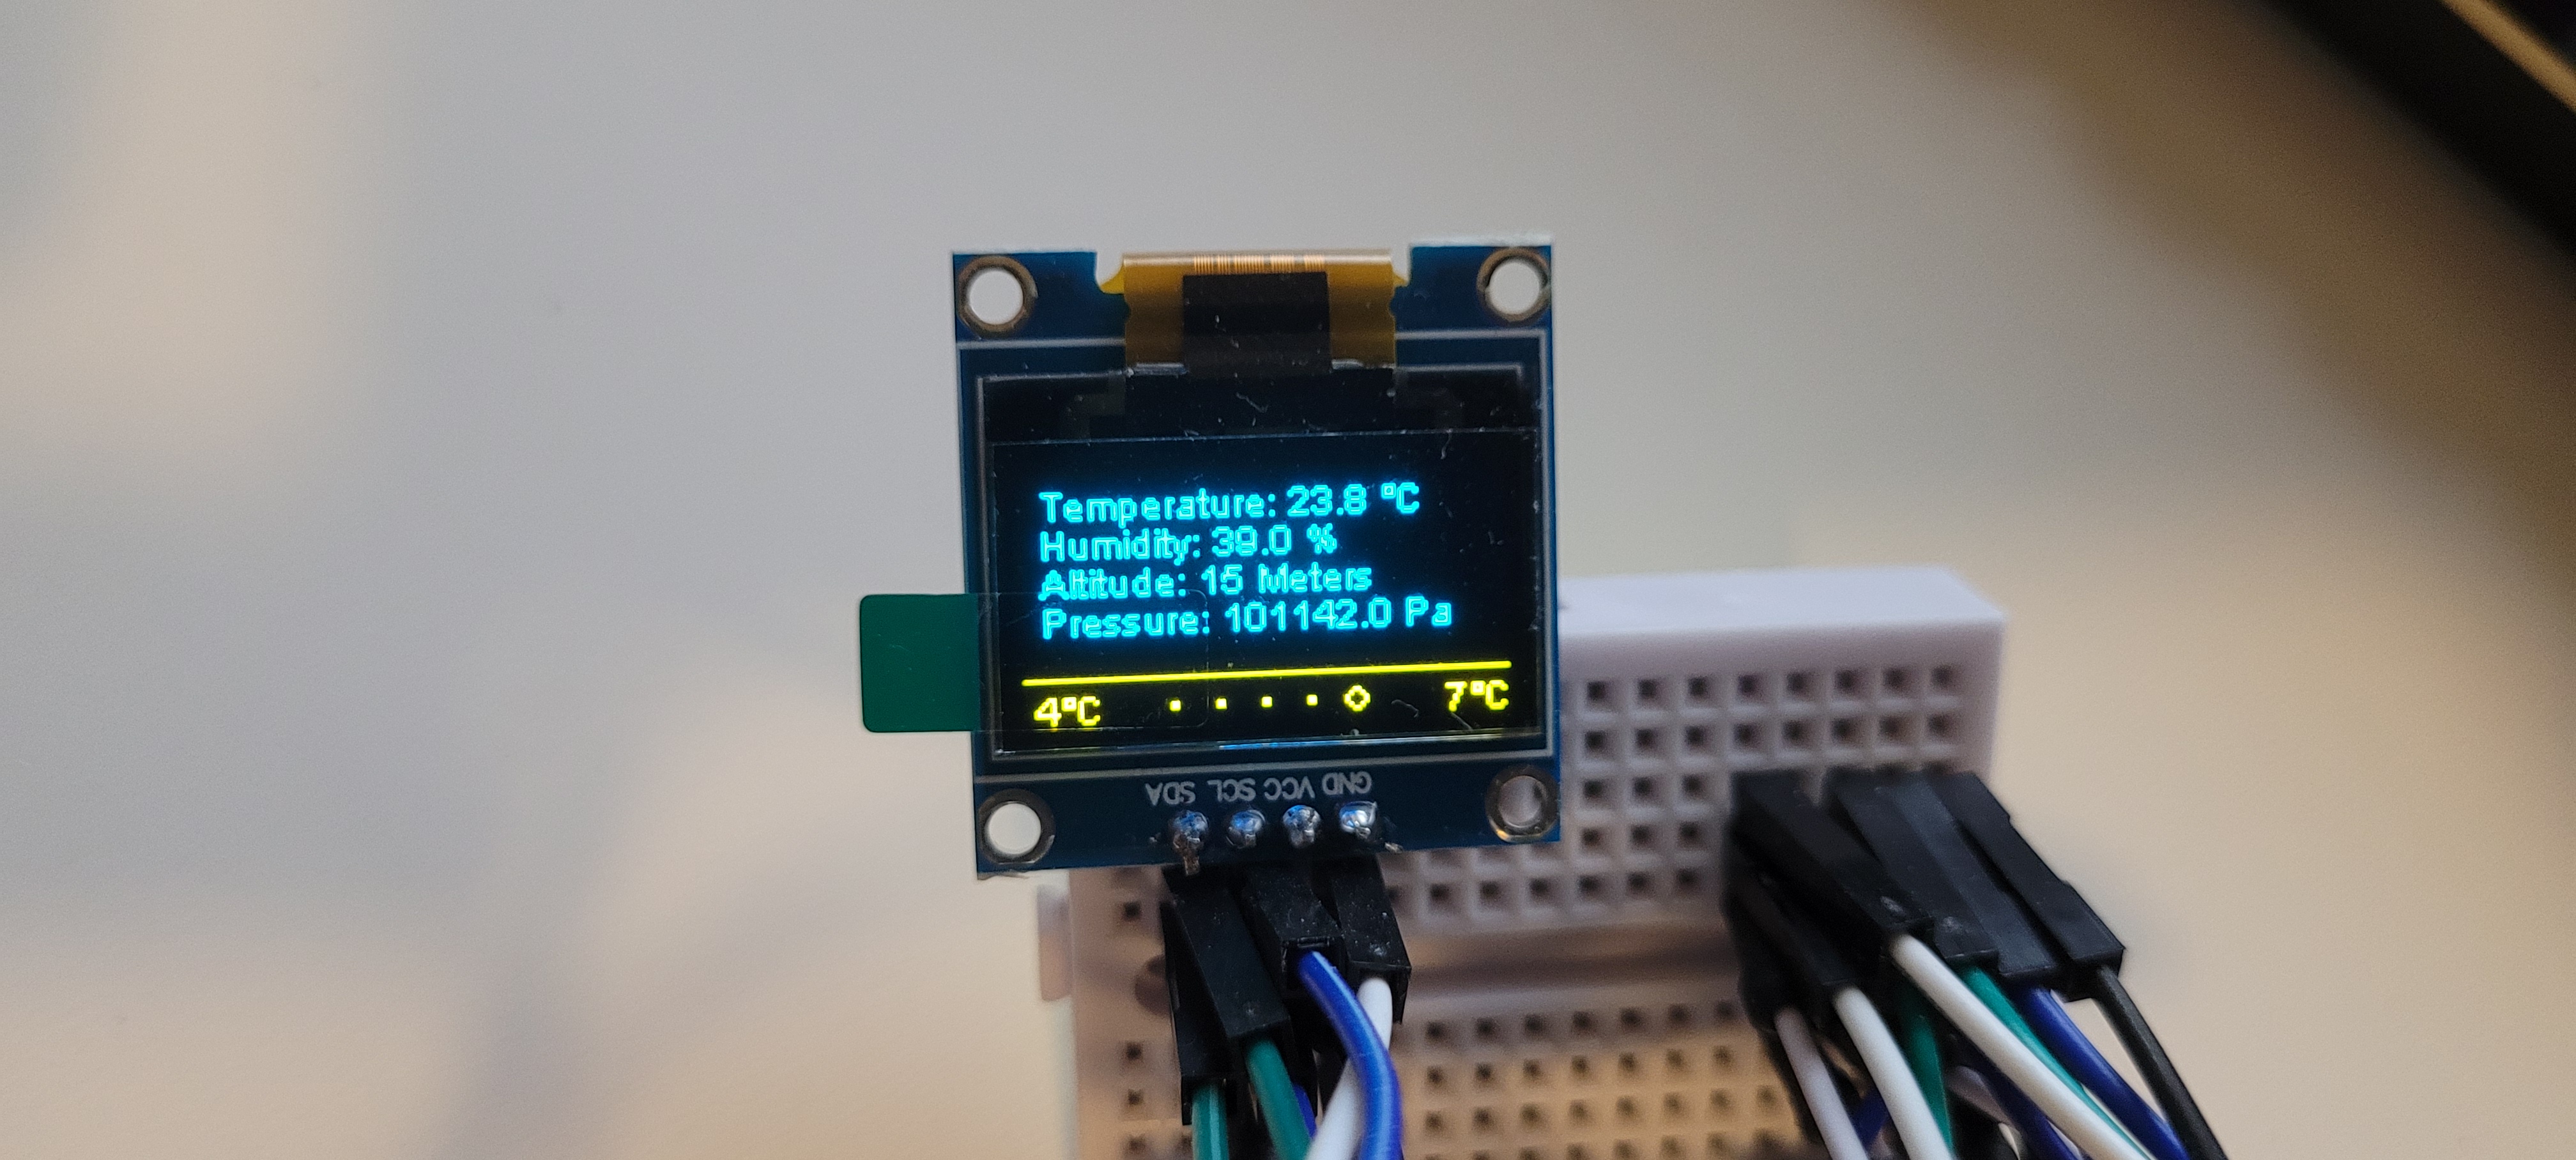 Temperature: 23.8 °C
Humidity: 39.0 %
Altitude: 15 Meters
Pressure: 101142.0 Pa
4°C 7°C
SDA SCL VCC GND